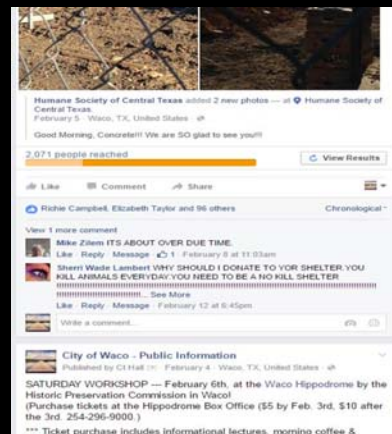 Humane Society of Central Texas added 2 new photos — at Humane Society of
Central Texas.
February 5 · Waco, TX, United States ·
Good Morning, Concrete!!! We are SO glad to see you!!!
2,071 people reached
View Results
Like Comment Share
Richie Campbell, Elizabeth Taylor and 96 others
Chronological
View 1 more comment
Mike Zilem ITS ABOUT OVER DUE TIME.
Like · Reply · Message · 1 · February 8 at 11:03am
Sherri Wade Lambert WHY SHOULD I DONATE TO YOR SHELTER.YOU
KILL ANIMALS EVERYDAY.YOU NEED TO BE A NO KILL SHELTER
... See More
Like · Reply · Message · February 12 at 6:45pm
Write a comment...
City of Waco - Public Information
Published by CI Hall · February 4 · Waco, TX, United States ·
SATURDAY WORKSHOP — February 6th, at the Waco Hippodrome by the
Historic Preservation Commission in Waco!
(Purchase tickets at the Hippodrome Box Office ($5 by Feb. 3rd, $10 after
the 3rd. 254-296-9000.)
*** Ticket purchase includes informational lectures, morning coffee &